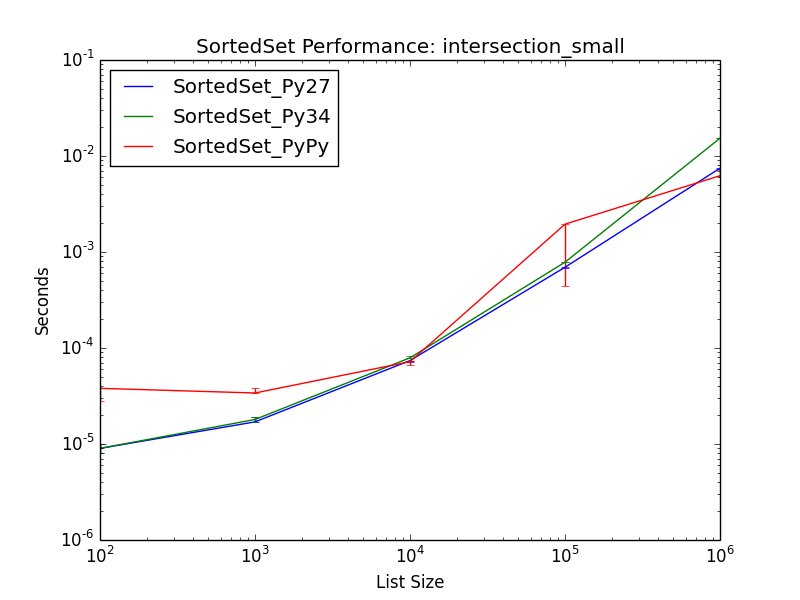 SortedSet Performance: intersection_small
SortedSet_Py27
SortedSet_Py34
SortedSet_PyPy
10^-1
10^-2
10^-3
10^-4
10^-5
10^-6
Seconds
10^2 10^3 10^4 10^5 10^6
List Size